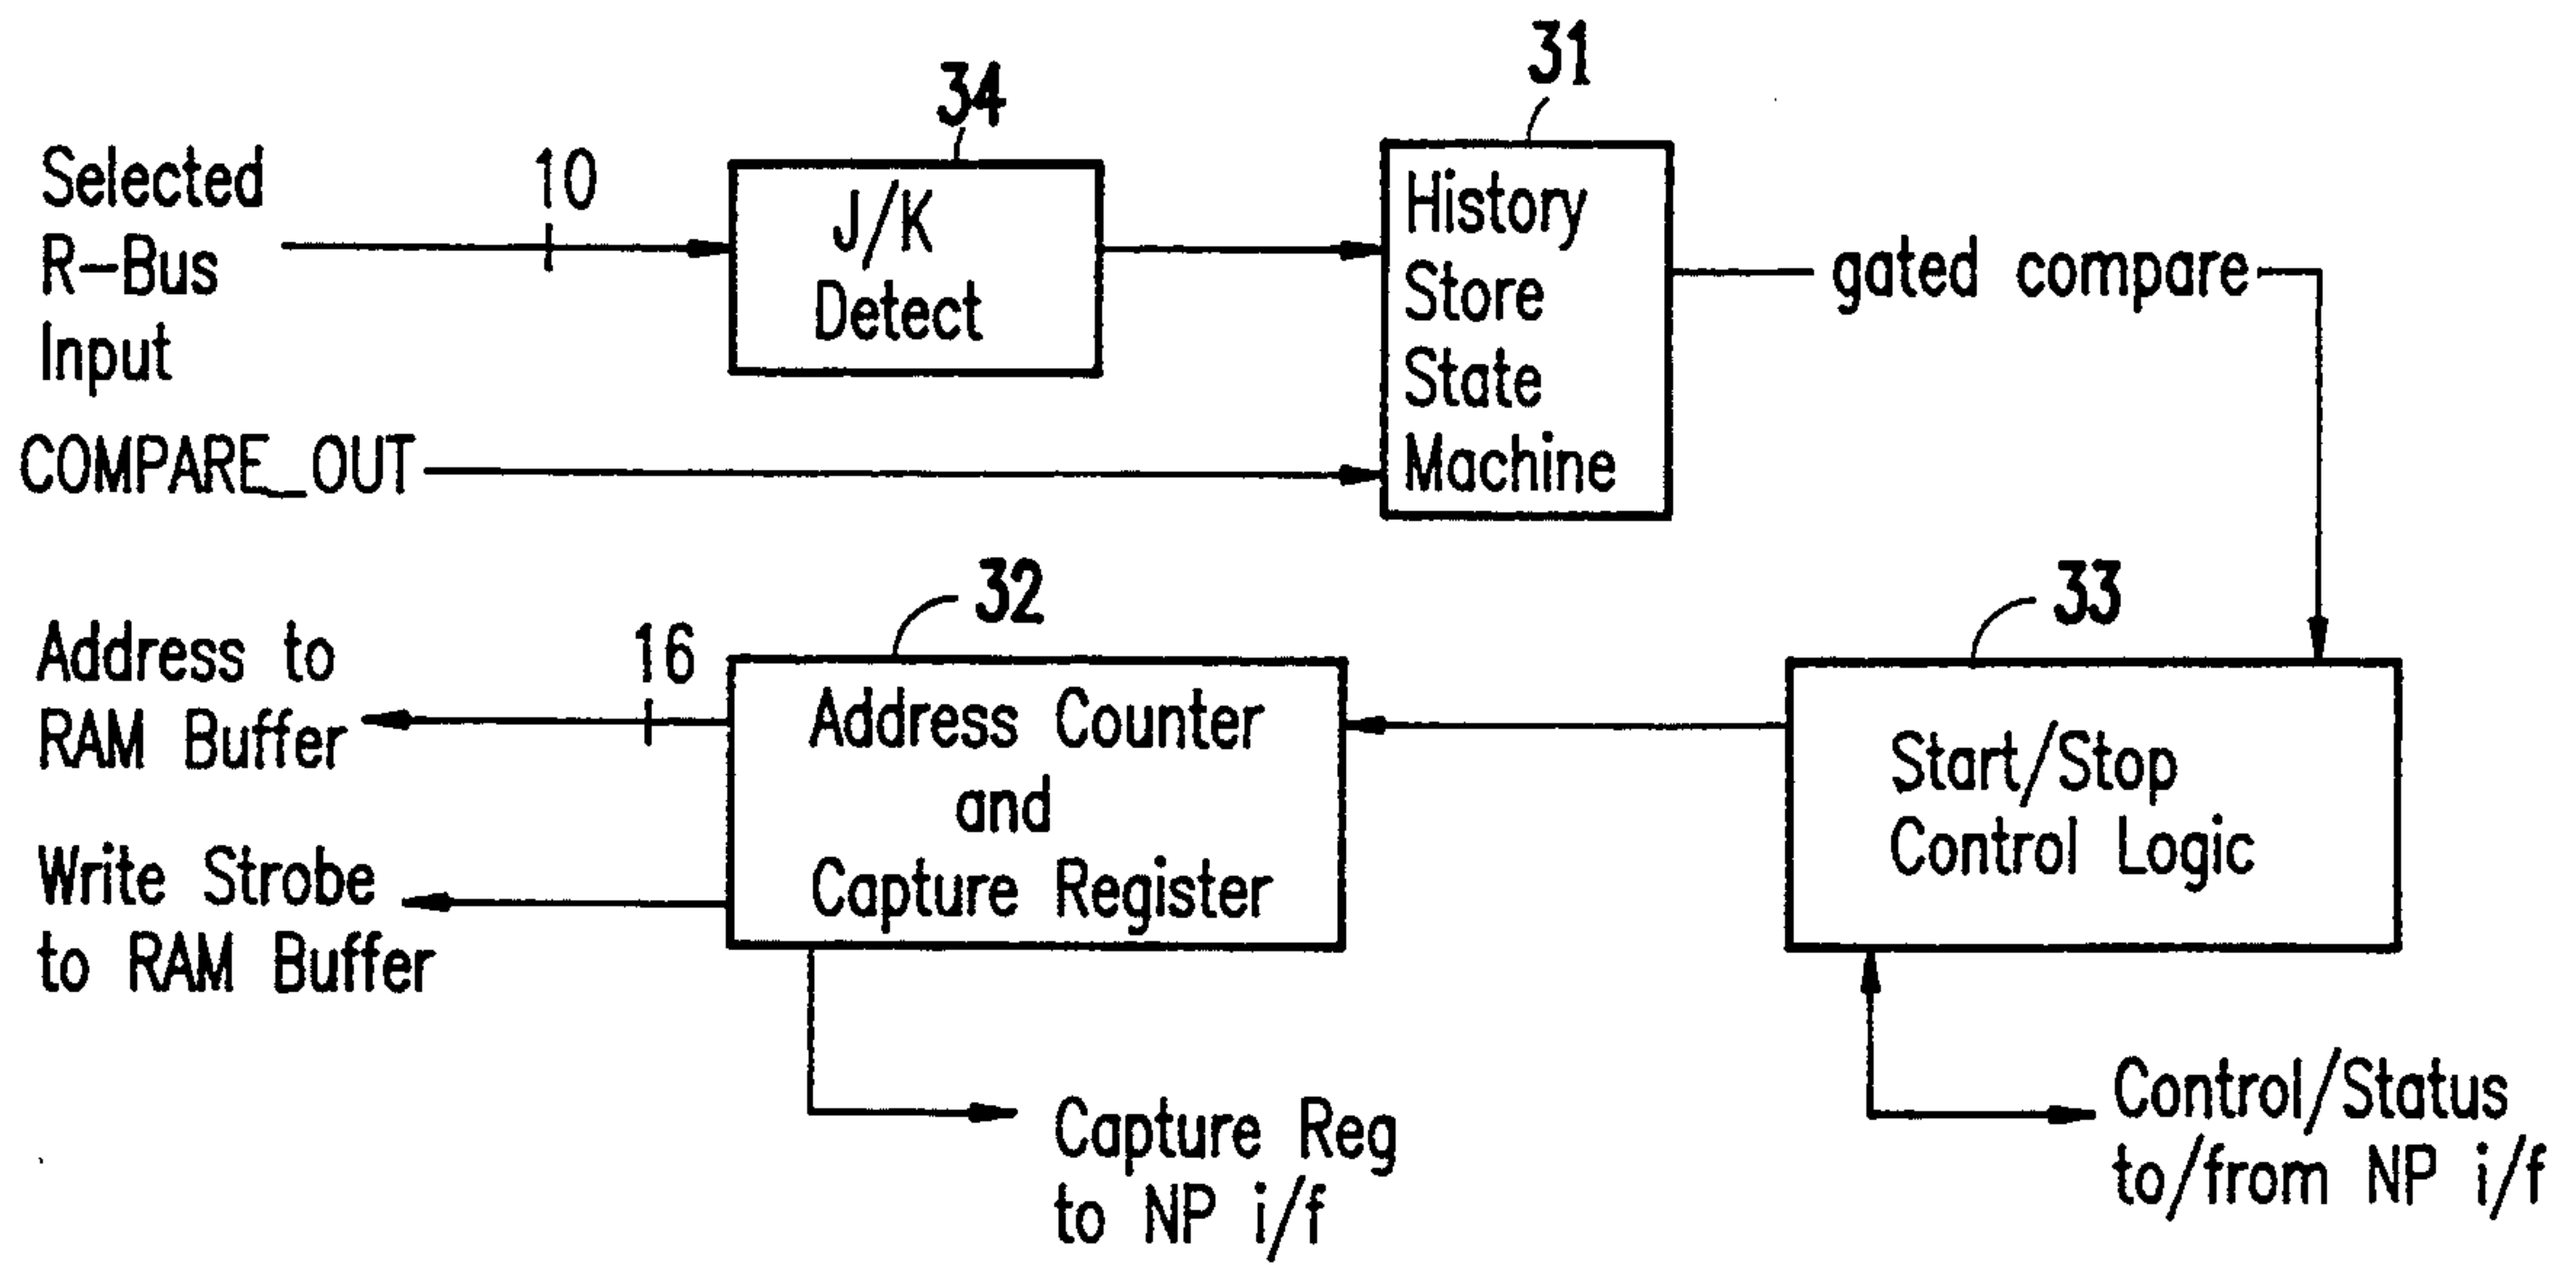 31
34
Selected
R-Bus
Input
10
J/K
Detect
History
Store
State
Machine
gated compare
COMPARE_OUT
32
33
Address to
RAM Buffer
16
Address Counter
and
Capture Register
Start/Stop
Control Logic
Write Strobe
to RAM Buffer
Capture Reg
to NP i/f
Control/Status
to/from NP i/f